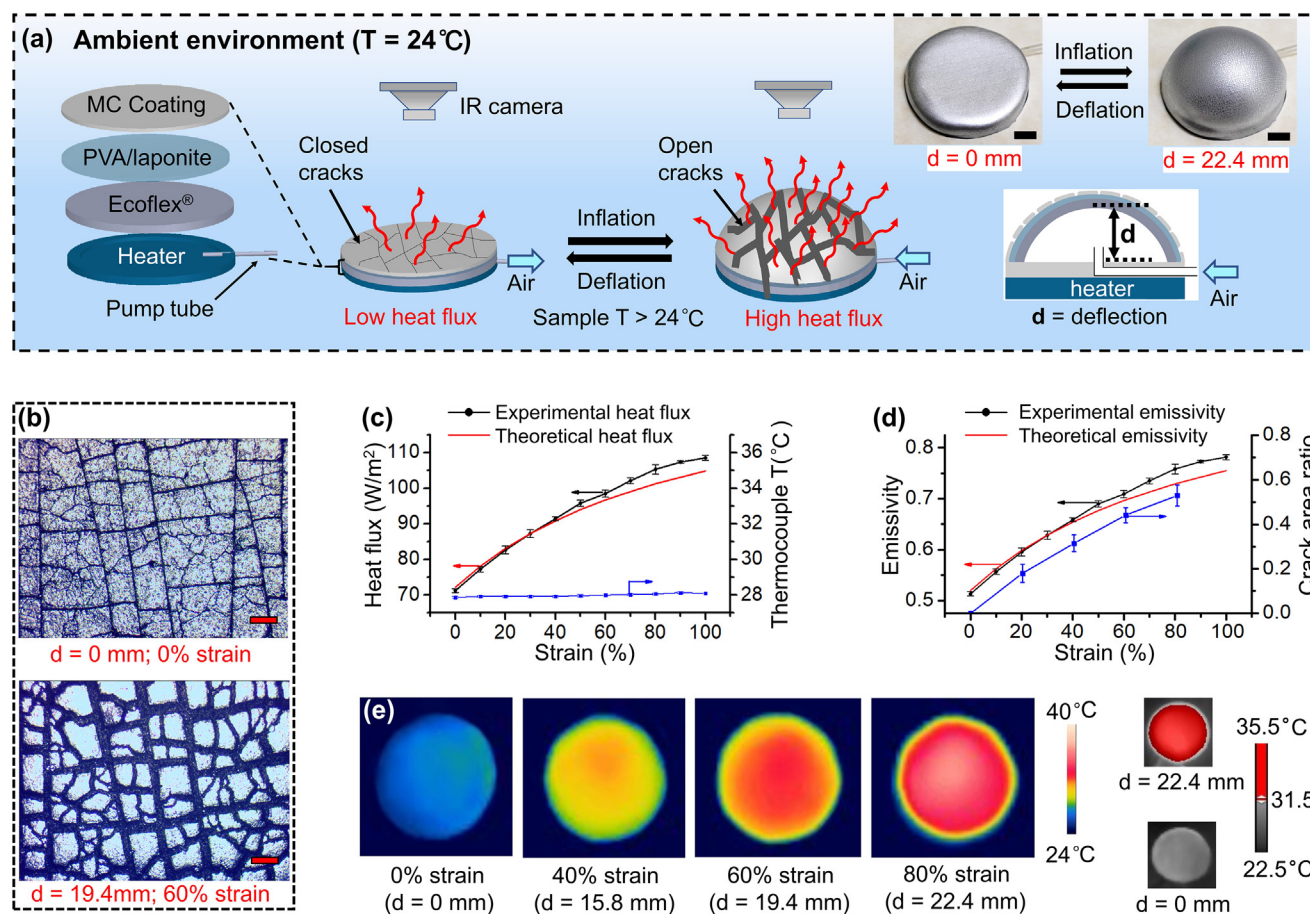 (a) Ambient environment (T = 24℃)
MC Coating
PVA/laponite
Ecoflex®
Heater
Pump tube
Closed
cracks
IR camera
Low heat flux
Air
Inflation
Deflation
Sample T > 24℃
Open
cracks
High heat flux
Air
Inflation
Deflation
d = 0 mm
d = 22.4 mm
d
heater
Air
d = deflection
(b)
d = 0 mm; 0% strain
d = 19.4mm; 60% strain
(c)
Experimental heat flux
Theoretical heat flux
Heat flux (W/m²)
110
100
90
80
70
Thermocouple T(℃)
36
34
32
30
28
0 20 40 60 80 100
Strain (%)
(d)
Experimental emissivity
Theoretical emissivity
Emissivity
0.8
0.7
0.6
0.5
Crack area ratio
0.8
0.6
0.4
0.2
0.0
0 20 40 60 80 100
Strain (%)
(e)
0% strain
(d = 0 mm)
40% strain
(d = 15.8 mm)
60% strain
(d = 19.4 mm)
80% strain
(d = 22.4 mm)
40℃
24℃
d = 22.4 mm
d = 0 mm
35.5°C
31.5
22.5°C